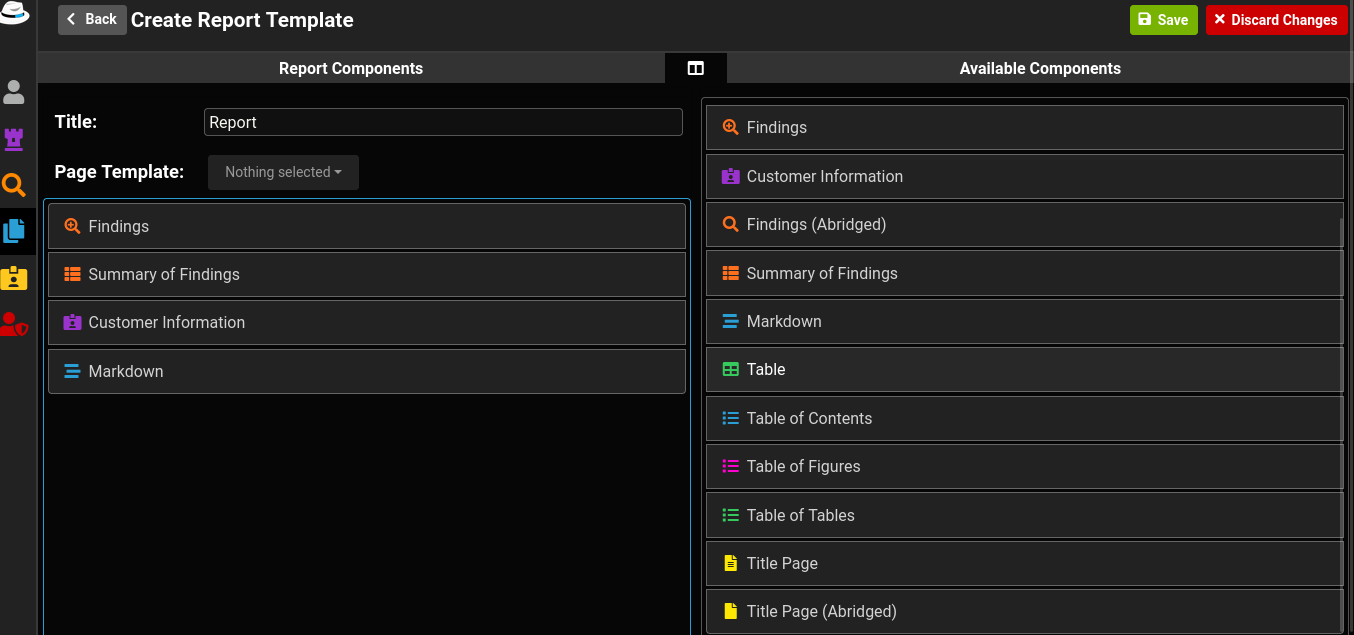 Back
Create Report Template
Save
Discard Changes
Report Components
Available Components
Title:
Report
Page Template:
Nothing selected
Findings
Summary of Findings
Customer Information
Markdown
Findings
Customer Information
Findings (Abridged)
Summary of Findings
Markdown
Table
Table of Contents
Table of Figures
Table of Tables
Title Page
Title Page (Abridged)